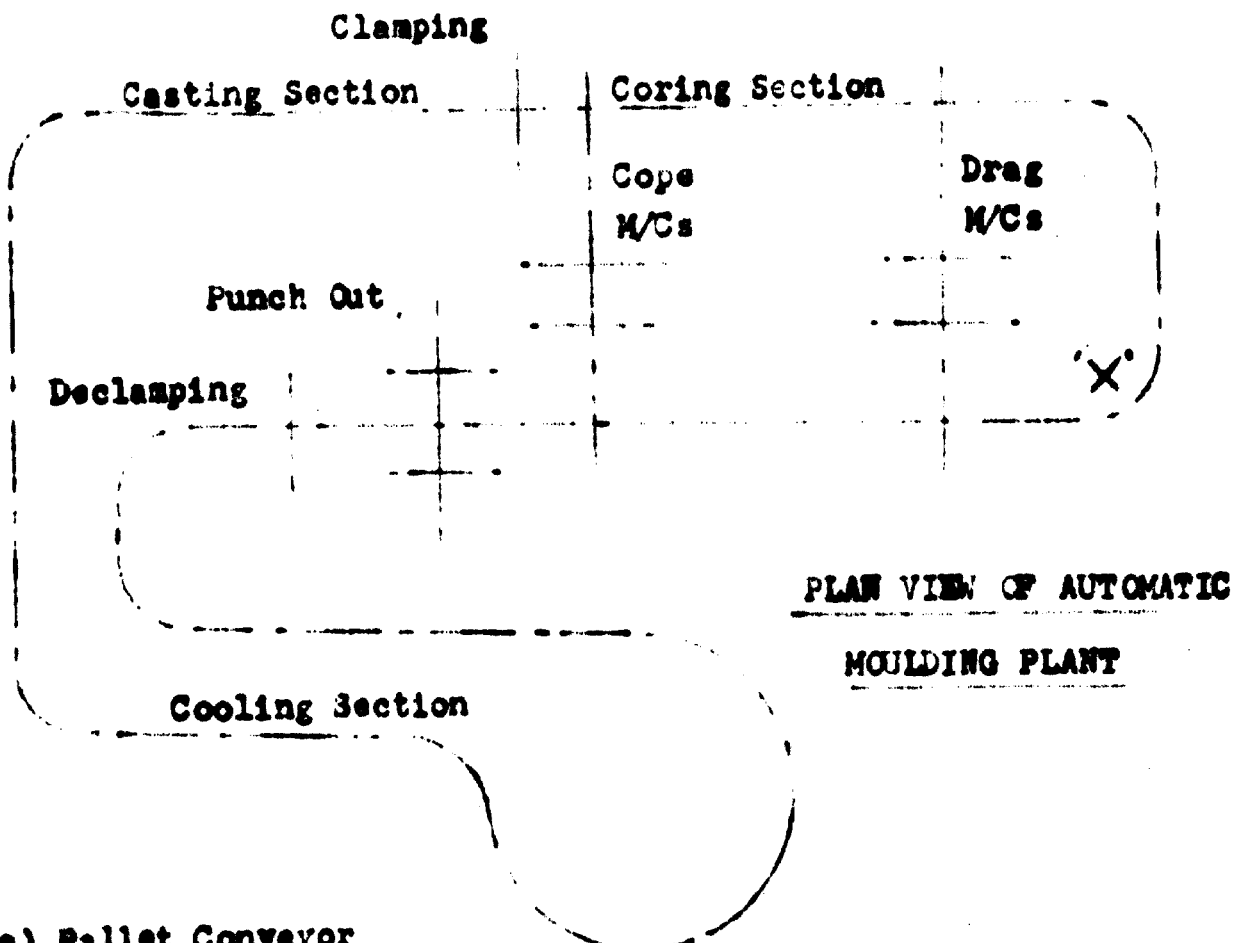 Clamping
Casting Section
Coring Section
Cope
M/Cs
Drag
M/Cs
Punch Out
Declamping
'X'
PLAN VIEW OF AUTOMATIC
MOULDING PLANT
Cooling Section
a) Pallet Conveyor